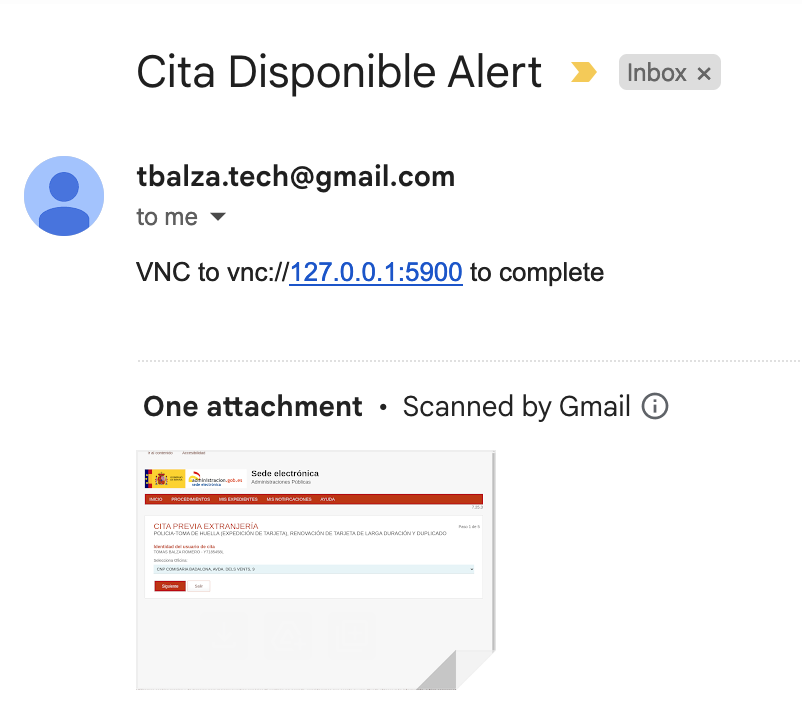 Cita Disponible Alert
Inbox ×
tbalza.tech@gmail.com
to me
VNC to vnc://127.0.0.1:5900 to complete
One attachment • Scanned by Gmail
Ir al contenido Accesibilidad
administracion.gob.es
sede electrónica
Sede electrónica
Administraciones Públicas
INICIO PROCEDIMIENTOS MIS EXPEDIENTES MIS NOTIFICACIONES AYUDA
CITA PREVIA EXTRANJERÍA
Paso 1 de 5
POLICIA-TOMA DE HUELLA (EXPEDICIÓN DE TARJETA), RENOVACIÓN DE TARJETA DE LARGA DURACIÓN Y DUPLICADO
Identidad del usuario de cita
TOMAS BALZA ROMERO
Selecciona Oficina:
CNP COMISARIA BADALONA, AVDA. DELS VENTS, 9
Siguiente Salir